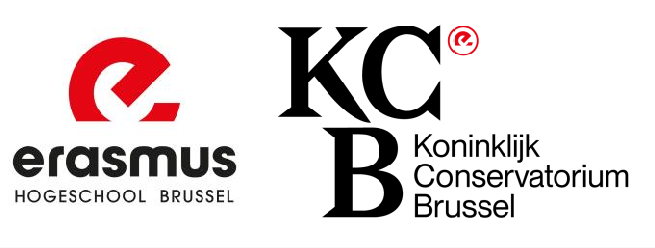 e
erasmus
HOGESCHOOL BRUSSEL
KC e
B Koninklijk
Conservatorium
Brussel